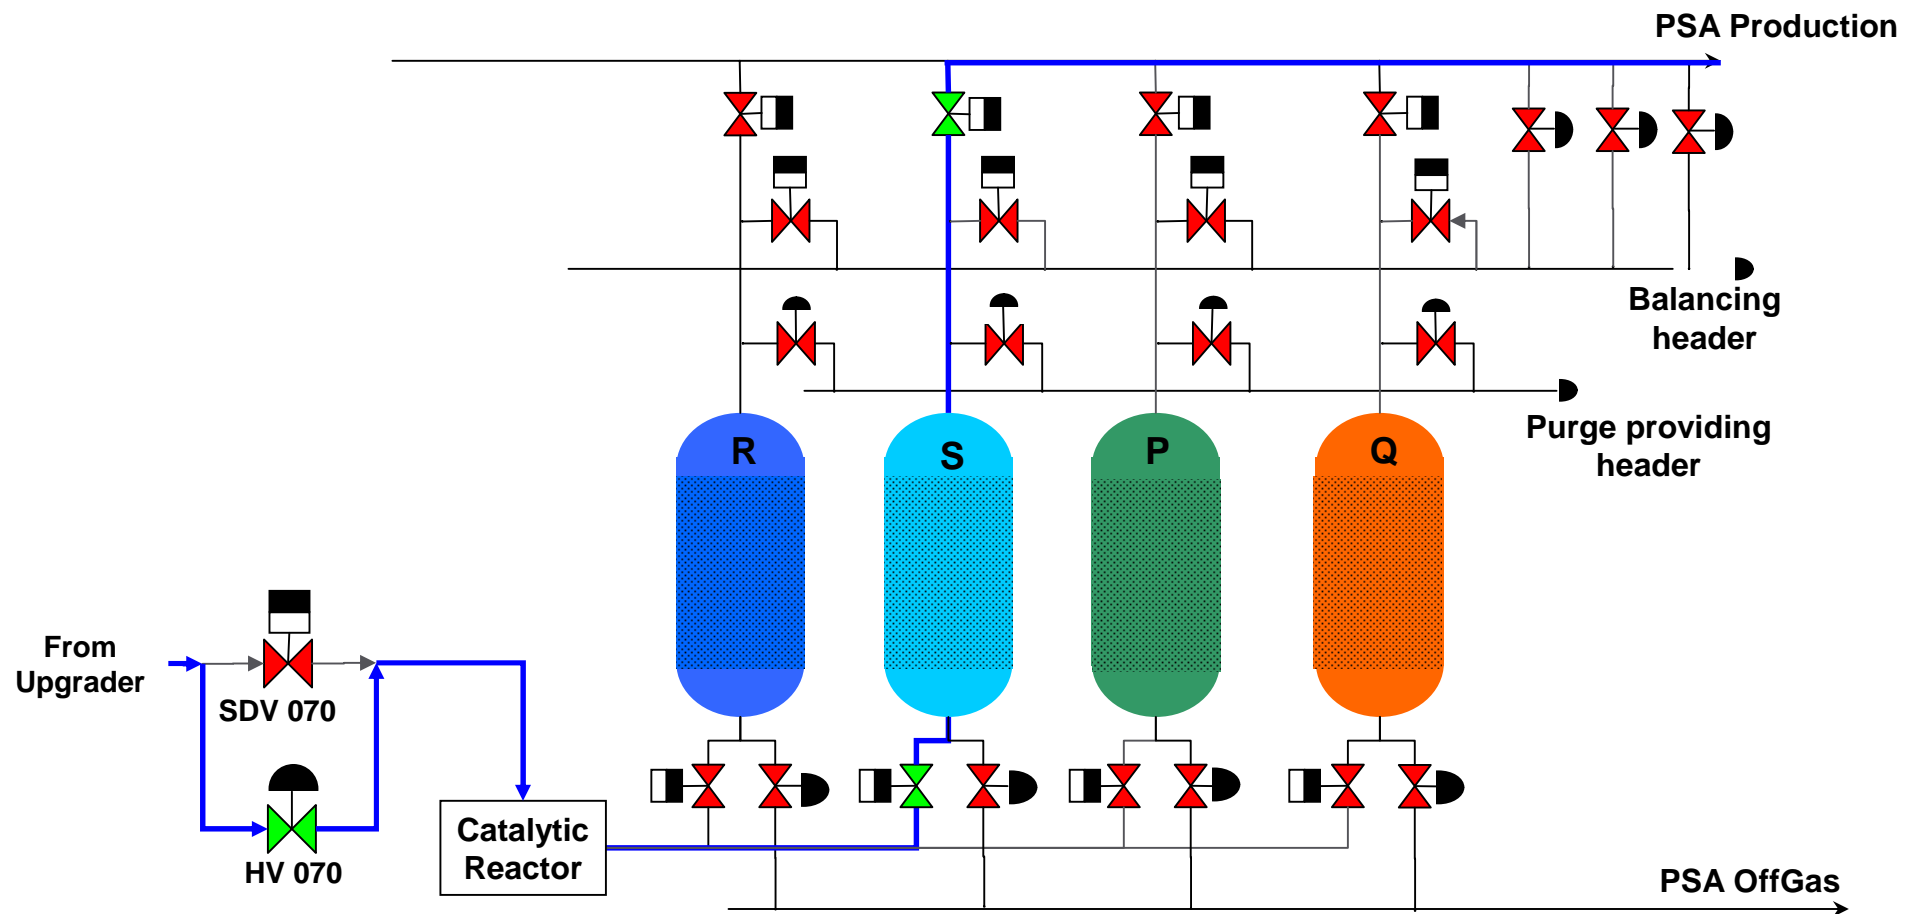 PSA Production
Balancing
header
Purge providing
header
R
S
P
Q
From
Upgrader
SDV 070
HV 070
Catalytic
Reactor
PSA OffGas